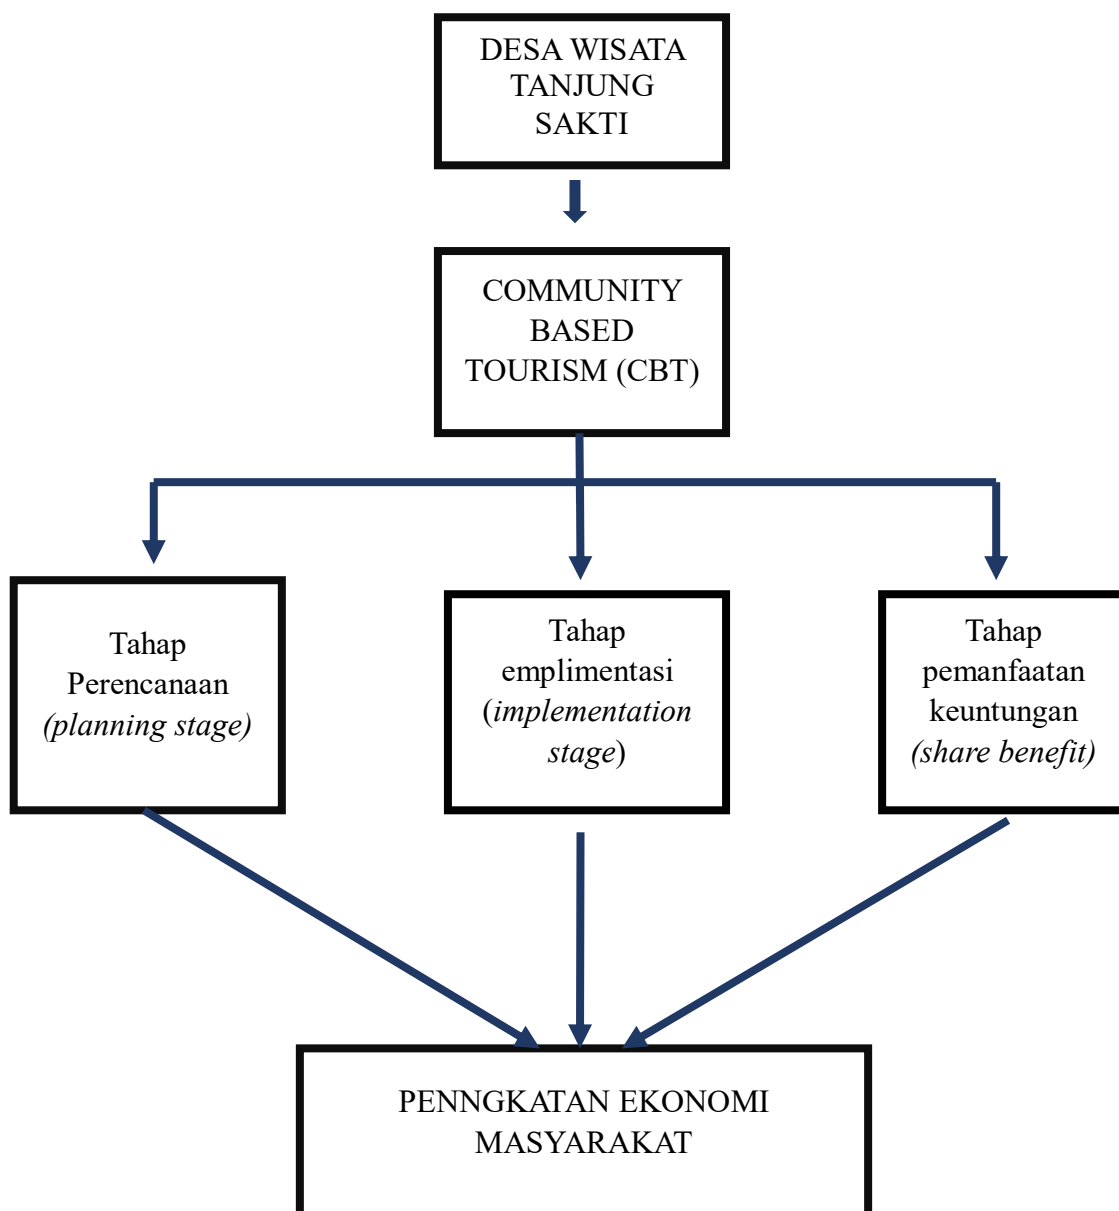 DESA WISATA
TANJUNG
SAKTI
COMMUNITY
BASED
TOURISM (CBT)
Tahap
Perencanaan
(planning stage)
Tahap
emplimentasi
(implementation
stage)
Tahap
pemanfaatan
keuntungan
(share benefit)
PENNGKATAN EKONOMI
MASYARAKAT